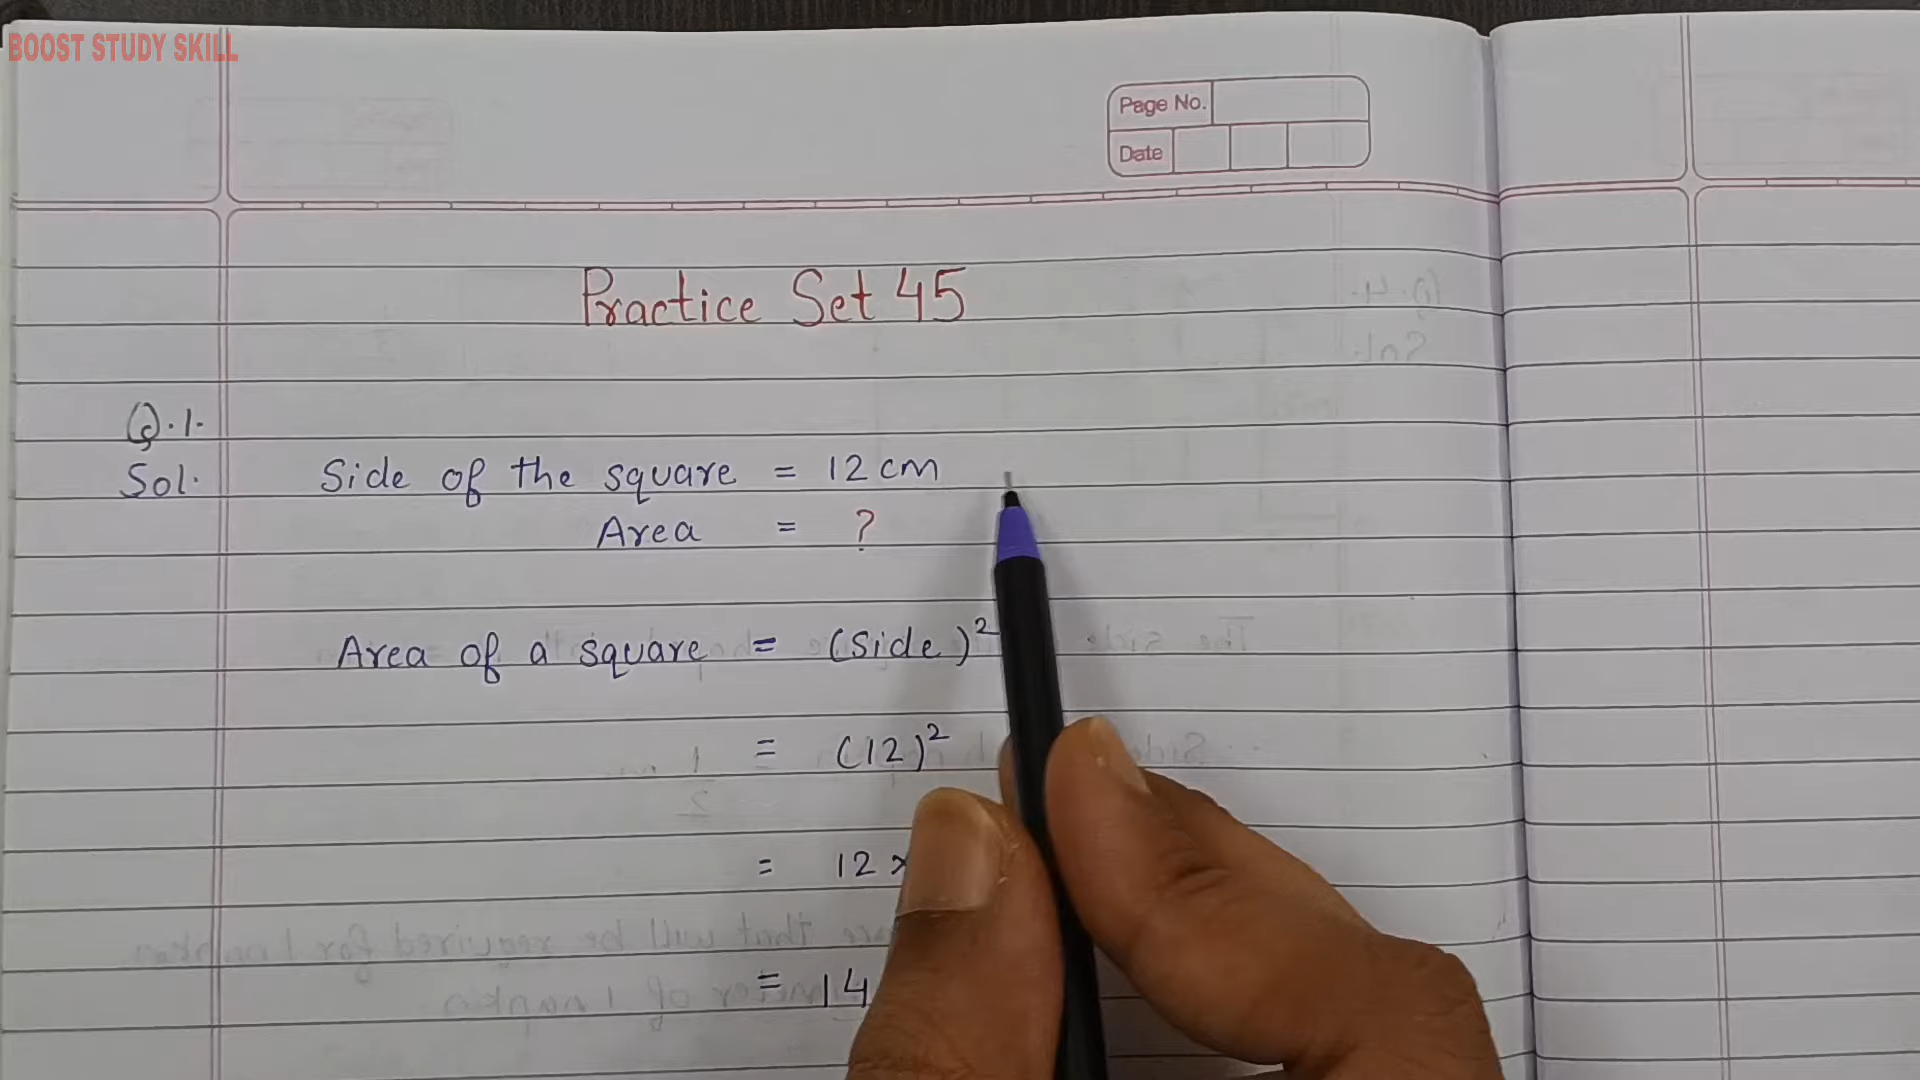 BOOST STUDY SKILL
Page No.
Date
Practice Set 45
Q.1.
Sol. Side of the square = 12 cm
Area = ?
Area of a square = (Side)²
= (12)²
= 12 ×
= 14